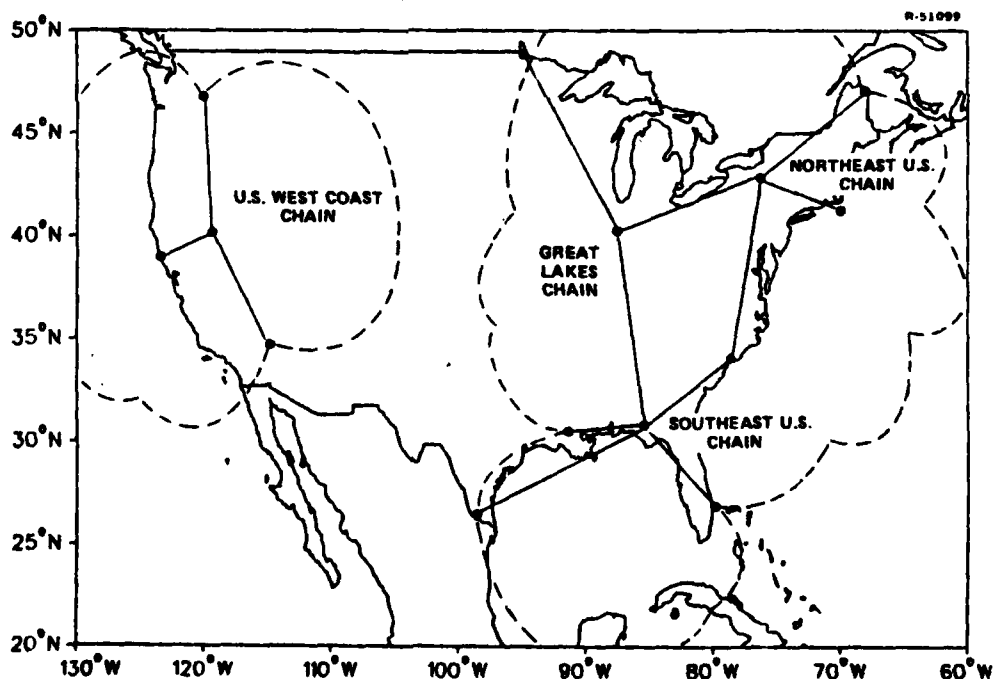 R-51099
50°N
45°N
40°N
35°N
30°N
25°N
20°N
U.S. WEST COAST
CHAIN
NORTHEAST U.S.
CHAIN
GREAT
LAKES
CHAIN
SOUTHEAST U.S.
CHAIN
130°W 120°W 110°W 100°W 90°W 80°W 70°W 60°W